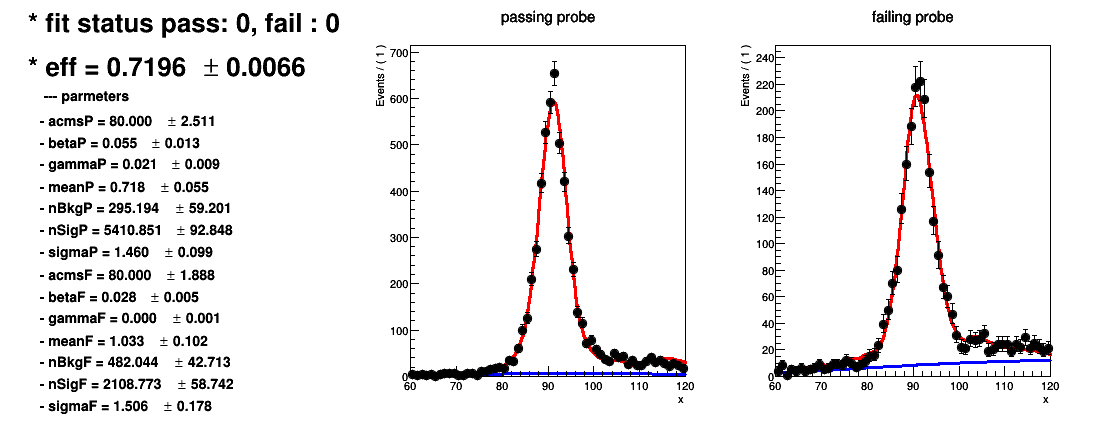 * fit status pass: 0, fail : 0
* eff = 0.7196 ± 0.0066
--- parmeters
- acmsP = 80.000 ± 2.511
- betaP = 0.055 ± 0.013
- gammaP = 0.021 ± 0.009
- meanP = 0.718 ± 0.055
- nBkgP = 295.194 ± 59.201
- nSigP = 5410.851 ± 92.848
- sigmaP = 1.460 ± 0.099
- acmsF = 80.000 ± 1.888
- betaF = 0.028 ± 0.005
- gammaF = 0.000 ± 0.001
- meanF = 1.033 ± 0.102
- nBkgF = 482.044 ± 42.713
- nSigF = 2108.773 ± 58.742
- sigmaF = 1.506 ± 0.178
passing probe
Events / ( 1 )
700
600
500
400
300
200
100
0
60 70 80 90 100 110 120
x
failing probe
Events / ( 1 )
240
220
200
180
160
140
120
100
80
60
40
20
0
60 70 80 90 100 110 120
x